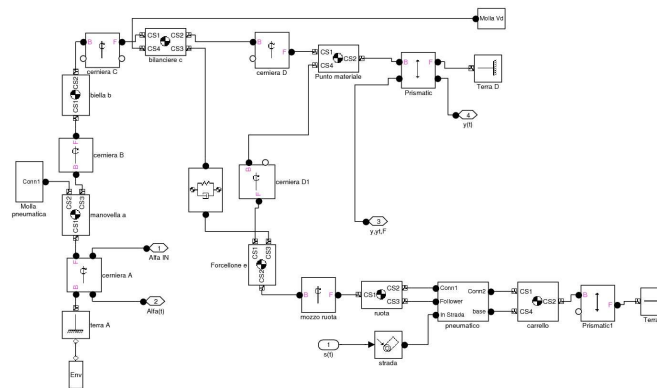 Molla Vd
B
F
CS1
CS2
CS4
CS3
B
F
CS1
CS2
CS4
B
F
cerniera C
bilanciere c
cerniera D
Punto materiale
Prismatic
Terra D
CS2
CS1
biella b
4
y(t)
F
B
cerniera B
B
F
cerniera D1
Conn1
Molla
pneumatica
CS2
CS3
CS1
manovella a
3
y,yt,F
CS1
CS3
CS2
Forcellone e
1
Alfa IN
F
B
cerniera A
2
Alfa(t)
B
F
mozzo ruota
CS1
CS2
CS3
ruota
Conn1
Follower
In Strada
Conn2
base
pneumatico
CS1
CS4
CS2
carrello
B
F
Prismatic1
Terra
terra A
1
s(t)
strada
Env